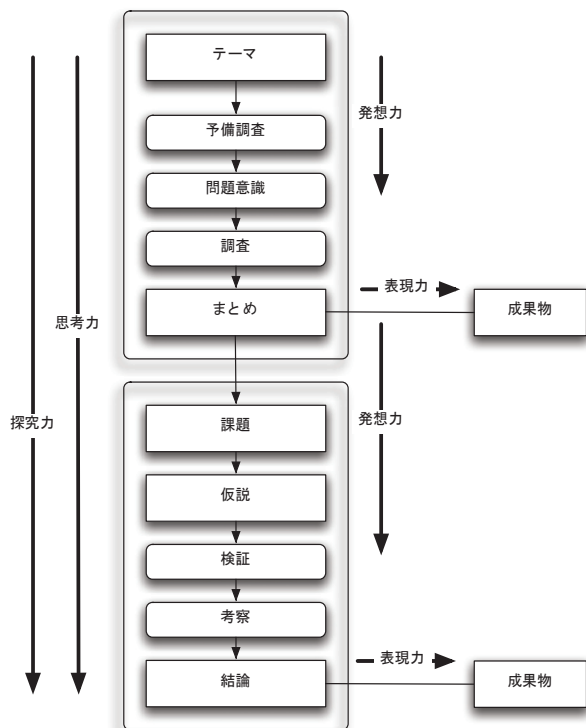 テーマ
発想力
予備調査
問題意識
調査
表現力
まとめ
成果物
思考力
探究力
課題
発想力
仮説
検証
考察
表現力
結論
成果物